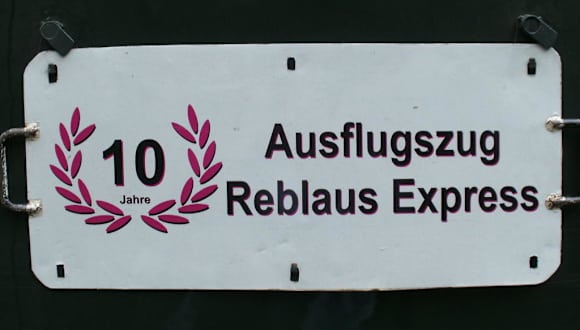 10
Jahre
Ausflugszug
Reblaus Express